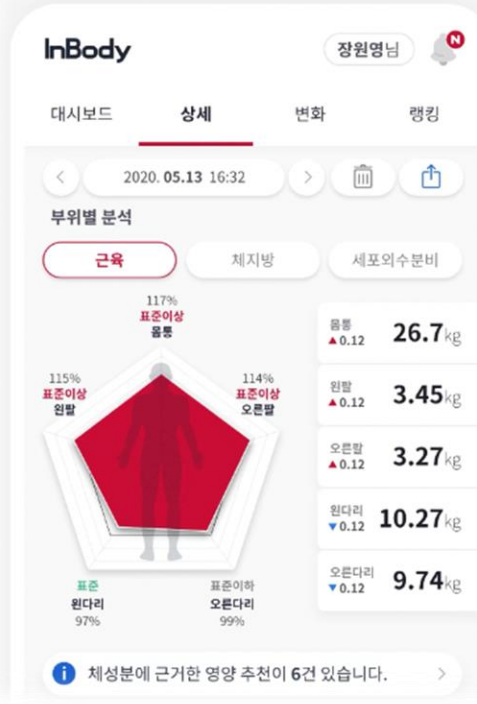 InBody
장원영님
N
대시보드 상세 변화 랭킹
2020. 05.13 16:32
부위별 분석
근육 체지방 세포외수분비
117%
표준이상
몸통
115%
표준이상
왼팔
114%
표준이상
오른팔
표준
왼다리
97%
표준이하
오른다리
99%
몸통
▲0.12 26.7kg
왼팔
▲0.12 3.45kg
오른팔
▲0.12 3.27kg
왼다리
▼0.12 10.27kg
오른다리
▼0.12 9.74kg
체성분에 근거한 영양 추천이 6건 있습니다.